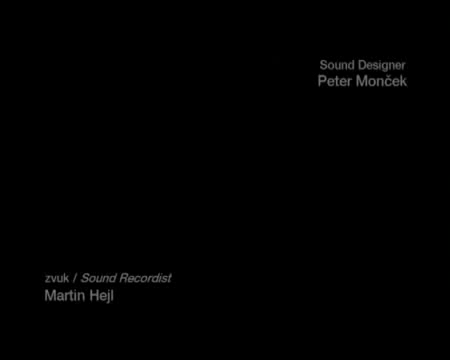 Sound Designer
Peter Monček
zvuk / Sound Recordist
Martin Hejl